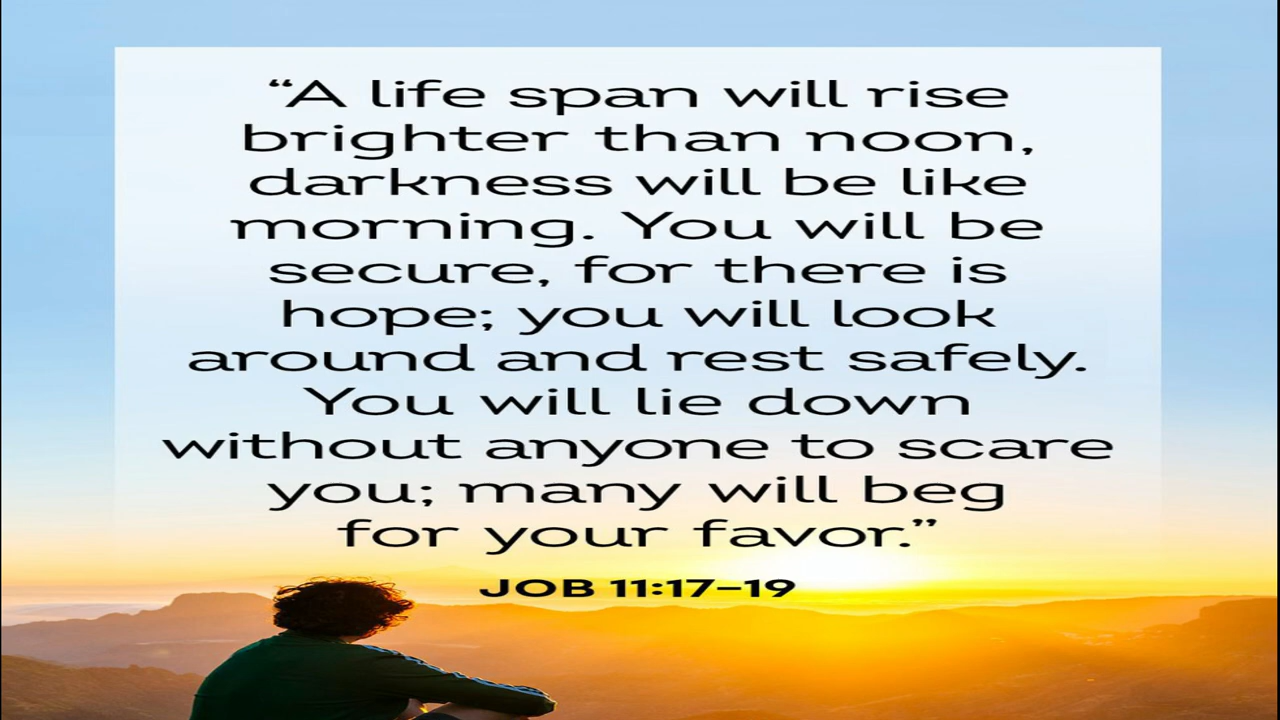 “A life span will rise
brighter than noon,
darkness will be like
morning. You will be
secure, for there is
hope; you will look
around and rest safely.
You will lie down
without anyone to scare
you; many will beg
for your favor.”
JOB 11:17–19